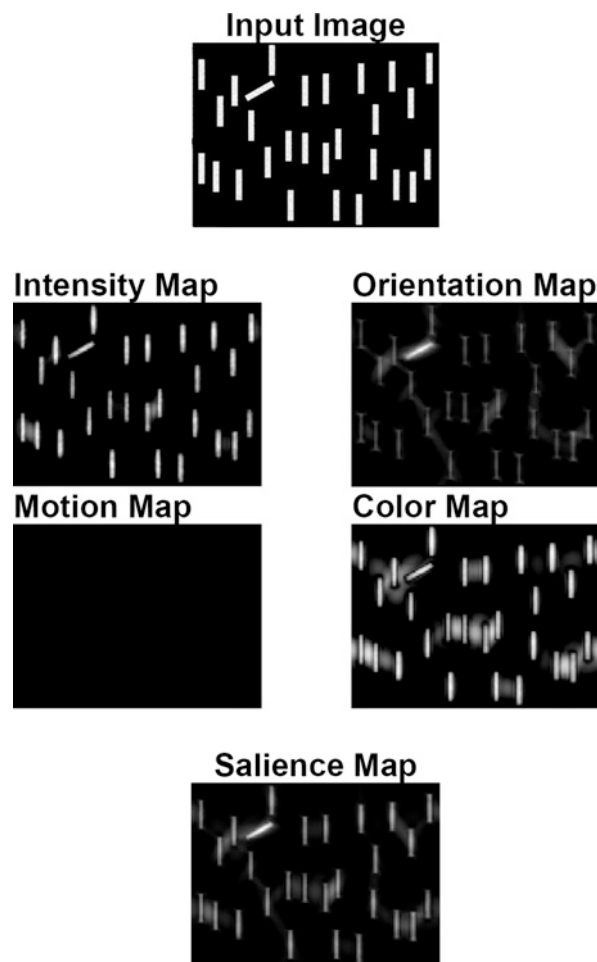 Input Image
Intensity Map
Orientation Map
Motion Map
Color Map
Salience Map